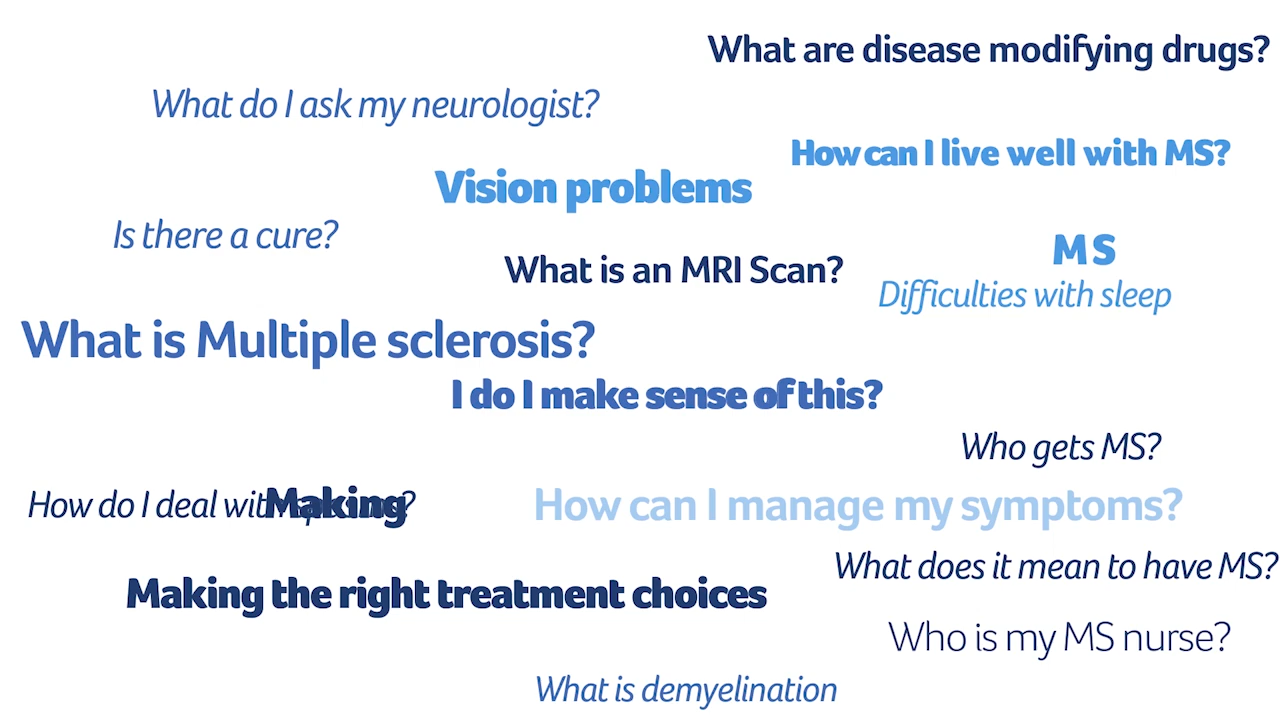 What are disease modifying drugs?
What do I ask my neurologist?
How can I live well with MS?
Vision problems
Is there a cure?
MS
What is an MRI Scan?
Difficulties with sleep
What is Multiple sclerosis?
I do I make sense of this?
Who gets MS?
How do I deal
Making
How can I manage my symptoms?
What does it mean to have MS?
Making the right treatment choices
Who is my MS nurse?
What is demyelination